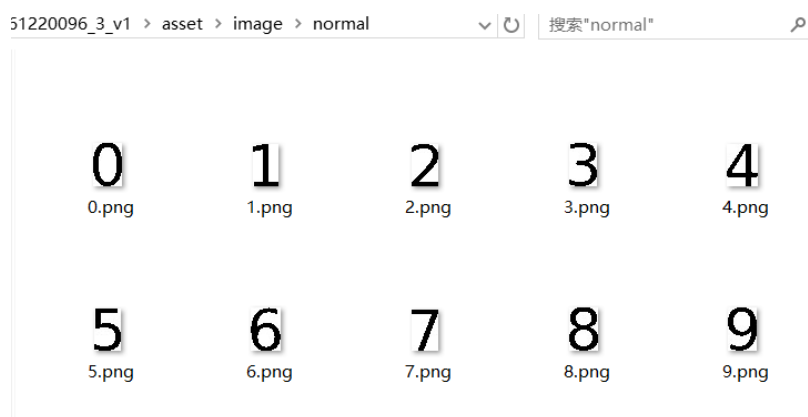 61220096_3_v1 > asset > image > normal
搜索"normal"
0 1 2 3 4
0.png 1.png 2.png 3.png 4.png
5 6 7 8 9
5.png 6.png 7.png 8.png 9.png